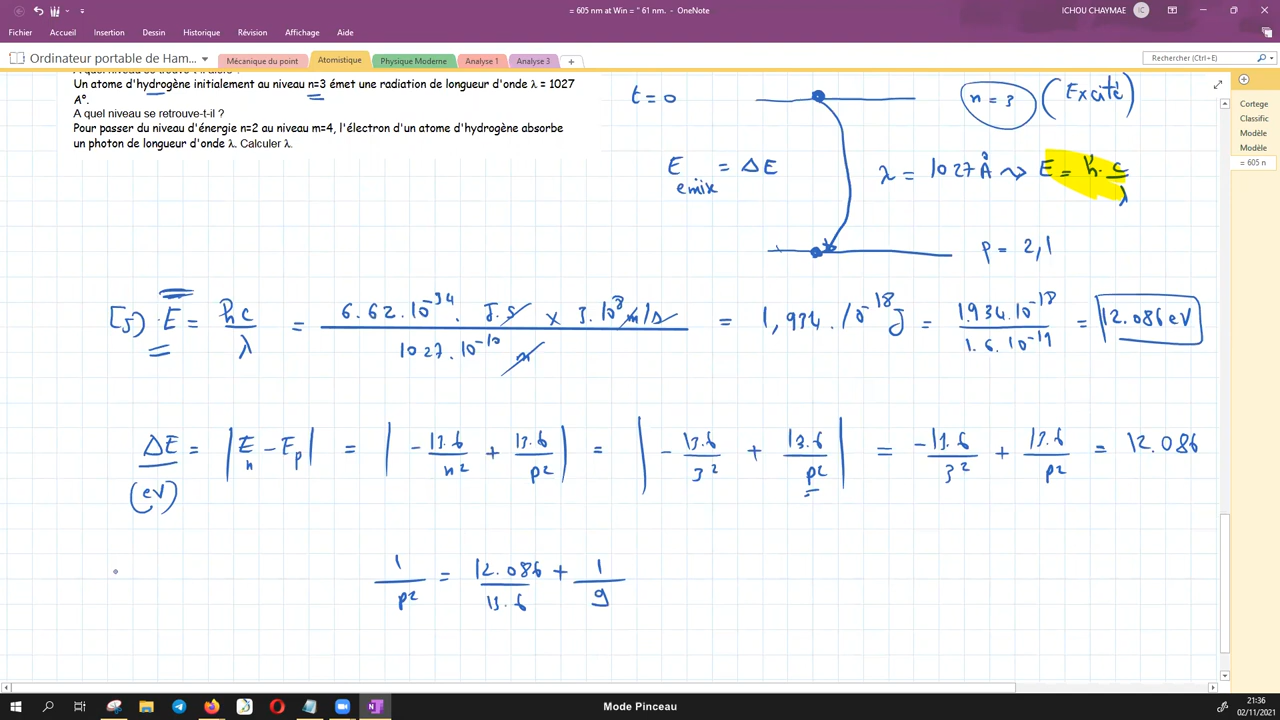 = 605 nm at Win = " 61 nm. - OneNote
ICHOU CHAYMAE
IC
Fichier Accueil Insertion Dessin Historique Révision Affichage Aide
Ordinateur portable de Ham...
Mécanique du point Atomistique Physique Moderne Analyse 1 Analyse 3
Rechercher (Ctrl+E)
Un atome d'hydrogène initialement au niveau n=3 émet une radiation de longueur d'onde λ = 1027
A°.
A quel niveau se retrouve-t-il ?
Pour passer du niveau d'énergie n=2 au niveau m=4, l'électron d'un atome d'hydrogène absorbe
un photon de longueur d'onde λ. Calculer λ.
t=0
n = 3 (Excité)
E émix = ΔE
λ = 1027 Å ⇝ E = h.c/λ
p = 2,1
[5) . E = hc/λ = 6.62.10⁻³⁴ J.s × 3.10⁸ m/s / 1027.10⁻¹⁰ m = 1,934.10⁻¹⁸ J = 1.934.10⁻¹⁸/1.6.10⁻¹⁹ = 12.086 eV
ΔE = |En - Ep| = |- 13.6/n² + 13.6/p²| = |- 13.6/3² + 13.6/p²| = -13.6/3² + 13.6/p² = 12.086
(eV)
1/p² = 12.086/13.6 + 1/9
Cortege
Classific
Modèle
Modèle
= 605 n
Mode Pinceau
21:36
02/11/2021